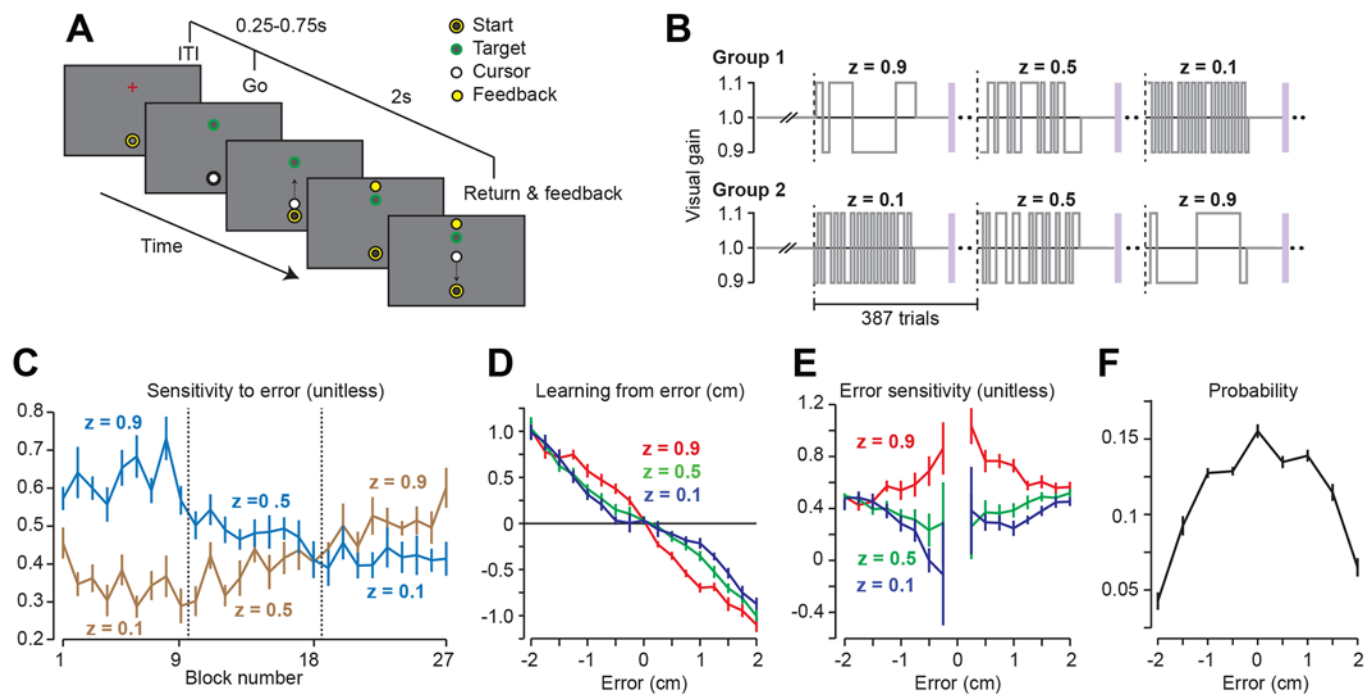 A
0.25-0.75s
ITI
Go
2s
Return & feedback
Time
Start
Target
Cursor
Feedback
B
Group 1
z = 0.9
z = 0.5
z = 0.1
1.1
1.0
0.9
Visual gain
Group 2
z = 0.1
z = 0.5
z = 0.9
1.1
1.0
0.9
387 trials
C
Sensitivity to error (unitless)
0.8
0.7
0.6
0.5
0.4
0.3
0.2
z = 0.9
z = 0.5
z = 0.1
z = 0.1
z = 0.5
z = 0.9
1 9 18 27
Block number
D
Learning from error (cm)
1.0
0.5
0
-0.5
-1.0
z = 0.9
z = 0.5
z = 0.1
-2 -1 0 1 2
Error (cm)
E
Error sensitivity (unitless)
1.2
0.8
0.4
0
-0.4
z = 0.9
z = 0.5
z = 0.1
-2 -1 0 1 2
Error (cm)
F
Probability
0.15
0.1
0.05
-2 -1 0 1 2
Error (cm)